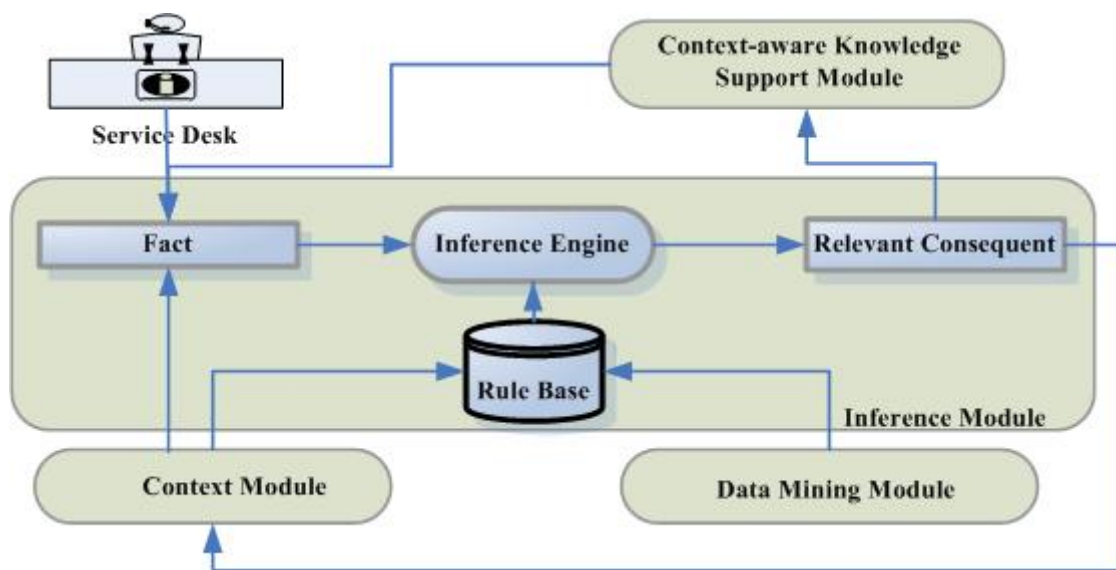 Context-aware Knowledge
Support Module
Service Desk
Fact
Inference Engine
Relevant Consequent
Rule Base
Inference Module
Context Module
Data Mining Module